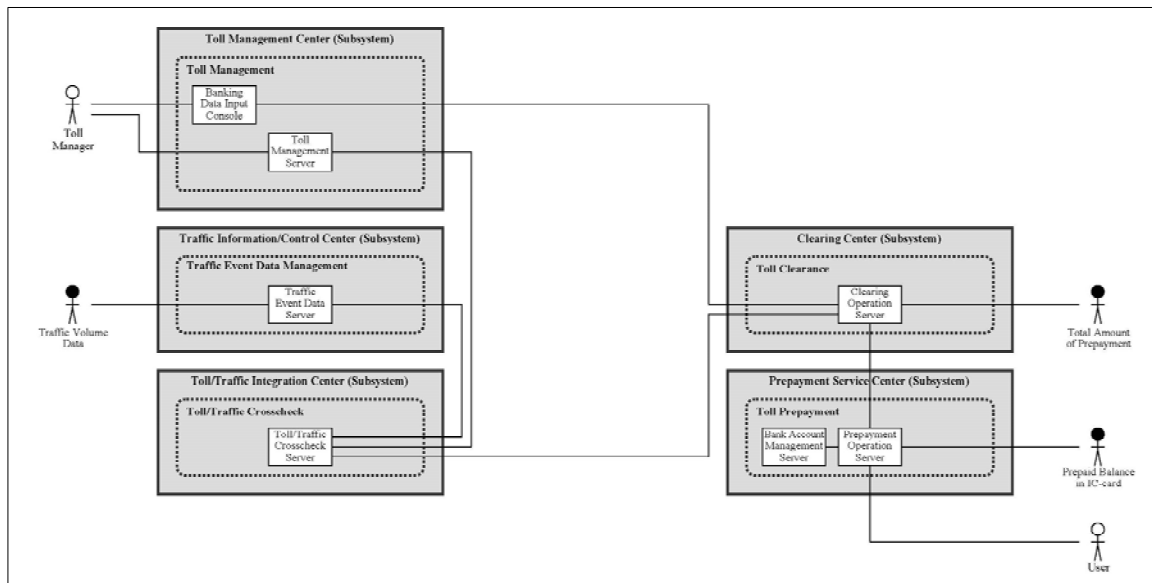 Toll Management Center (Subsystem)
Toll Management
Banking
Data Input
Console
Toll
Management
Server
Toll
Manager
Traffic Information/Control Center (Subsystem)
Traffic Event Data Management
Traffic
Event Data
Server
Traffic Volume
Data
Toll/Traffic Integration Center (Subsystem)
Toll/Traffic Crosscheck
Toll/Traffic
Crosscheck
Server
Clearing Center (Subsystem)
Toll Clearance
Clearing
Operation
Server
Total Amount
of Prepayment
Prepayment Service Center (Subsystem)
Toll Prepayment
Bank Account
Management
Server
Prepayment
Operation
Server
Prepaid Balance
in IC-card
User